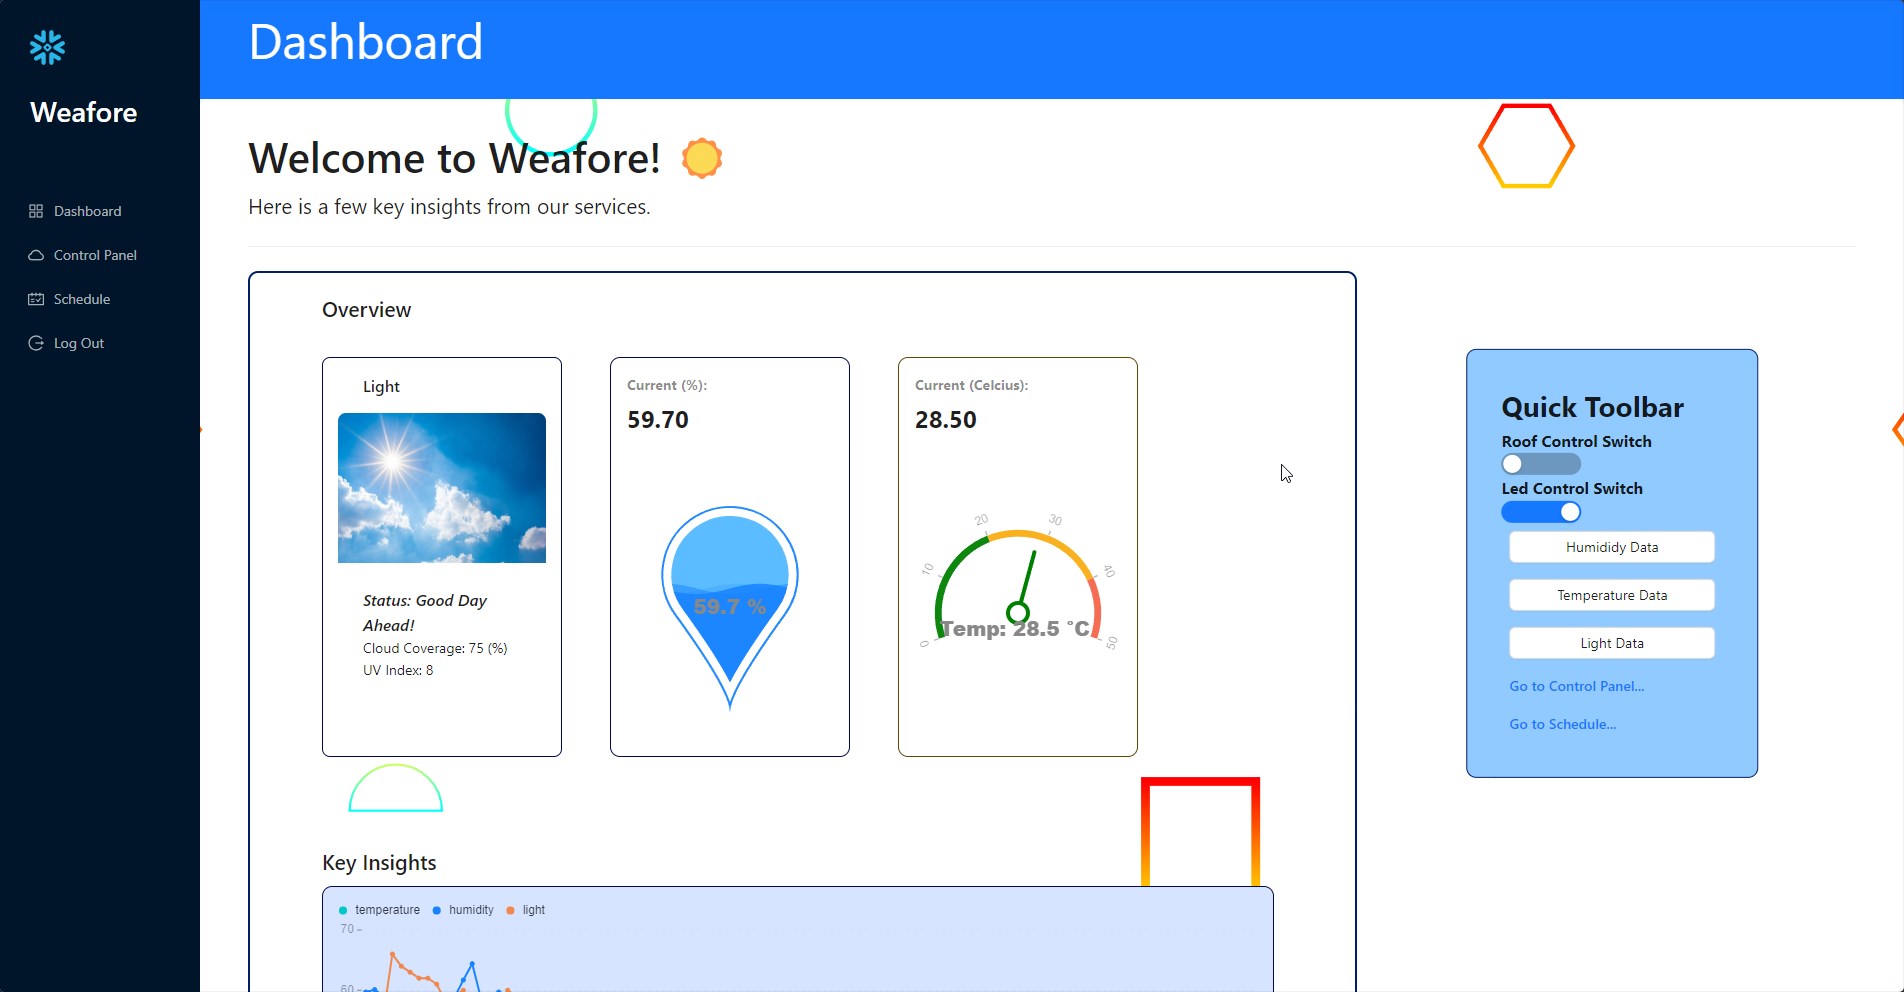 Weafore
Dashboard
Control Panel
Schedule
Log Out
Dashboard
Welcome to Weafore!
Here is a few key insights from our services.
Overview
Light
Status: Good Day
Ahead!
Cloud Coverage: 75 (%)
UV Index: 8
Current (%):
59.70
59.7 %
Current (Celcius):
28.50
0
10
20
30
40
50
Temp: 28.5 °C
Quick Toolbar
Roof Control Switch
Led Control Switch
Humididy Data
Temperature Data
Light Data
Go to Control Panel...
Go to Schedule...
Key Insights
temperature humidity light
70
60